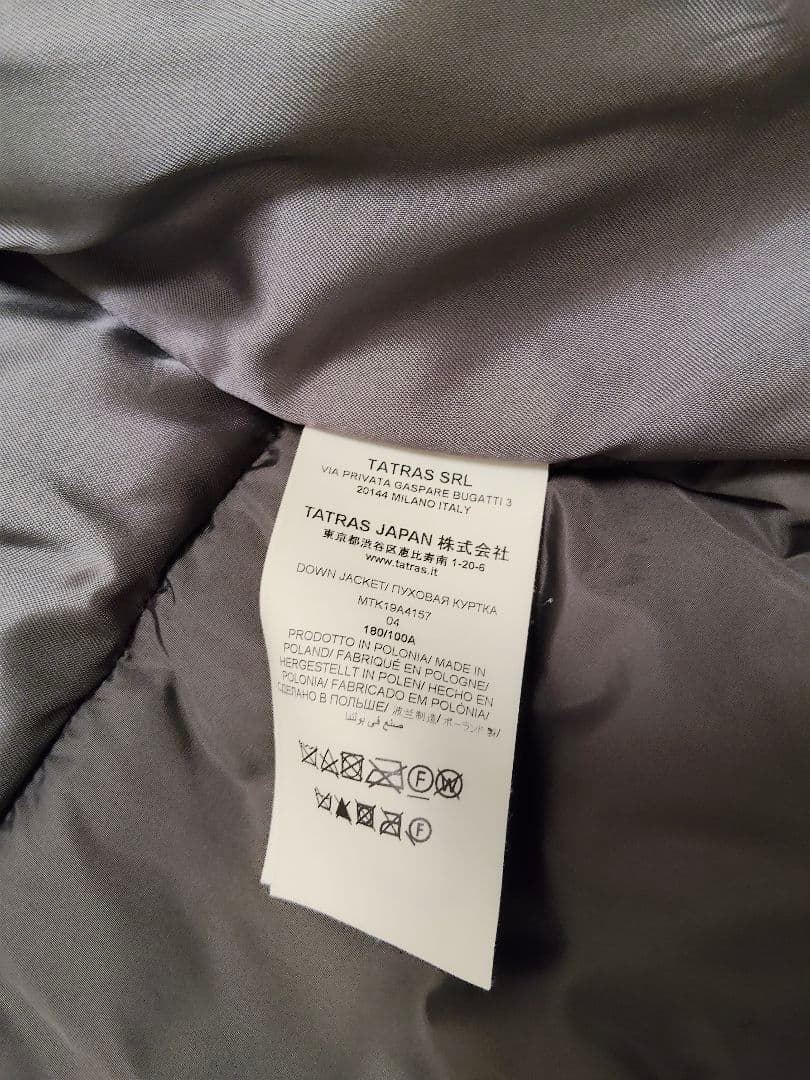 TATRAS SRL
VIA PRIVATA GASPARE BUGATTI 3
20144 MILANO ITALY
TATRAS JAPAN 株式会社
東京都渋谷区恵比寿南 1-20-6
www.tatras.it
DOWN JACKET/ ПУХОВАЯ КУРТКА
MTK19A4157
04
180/100A
PRODOTTO IN POLONIA/ MADE IN
POLAND/ FABRIQUÉ EN POLOGNE/
HERGESTELLT IN POLEN/ HECHO EN
POLONIA/ FABRICADO EM POLÓNIA/
СДЕЛАНО В ПОЛЬШЕ/ 波兰制造/ ポーランド製/
صنع في بولندا
F W
F